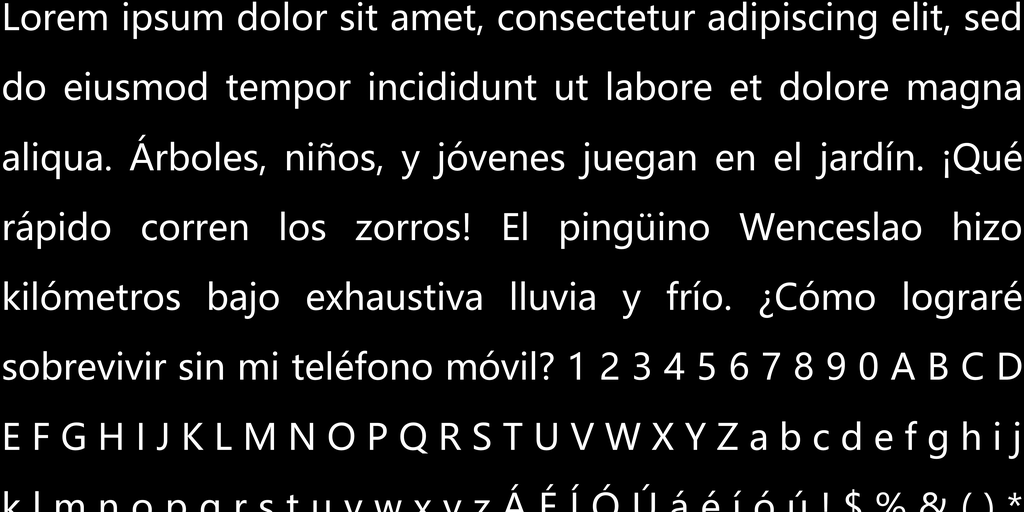 Lorem ipsum dolor sit amet, consectetur adipiscing elit, sed
do eiusmod tempor incididunt ut labore et dolore magna
aliqua. Árboles, niños, y jóvenes juegan en el jardín. ¡Qué
rápido corren los zorros! El pingüino Wenceslao hizo
kilómetros bajo exhaustiva lluvia y frío. ¿Cómo lograré
sobrevivir sin mi teléfono móvil? 1 2 3 4 5 6 7 8 9 0 A B C D
E F G H I J K L M N O P Q R S T U V W X Y Z a b c d e f g h i j
k l m n o p q r s t u v w x y z Á É Í Ó Ú á é í ó ú ! $ % & ( ) *